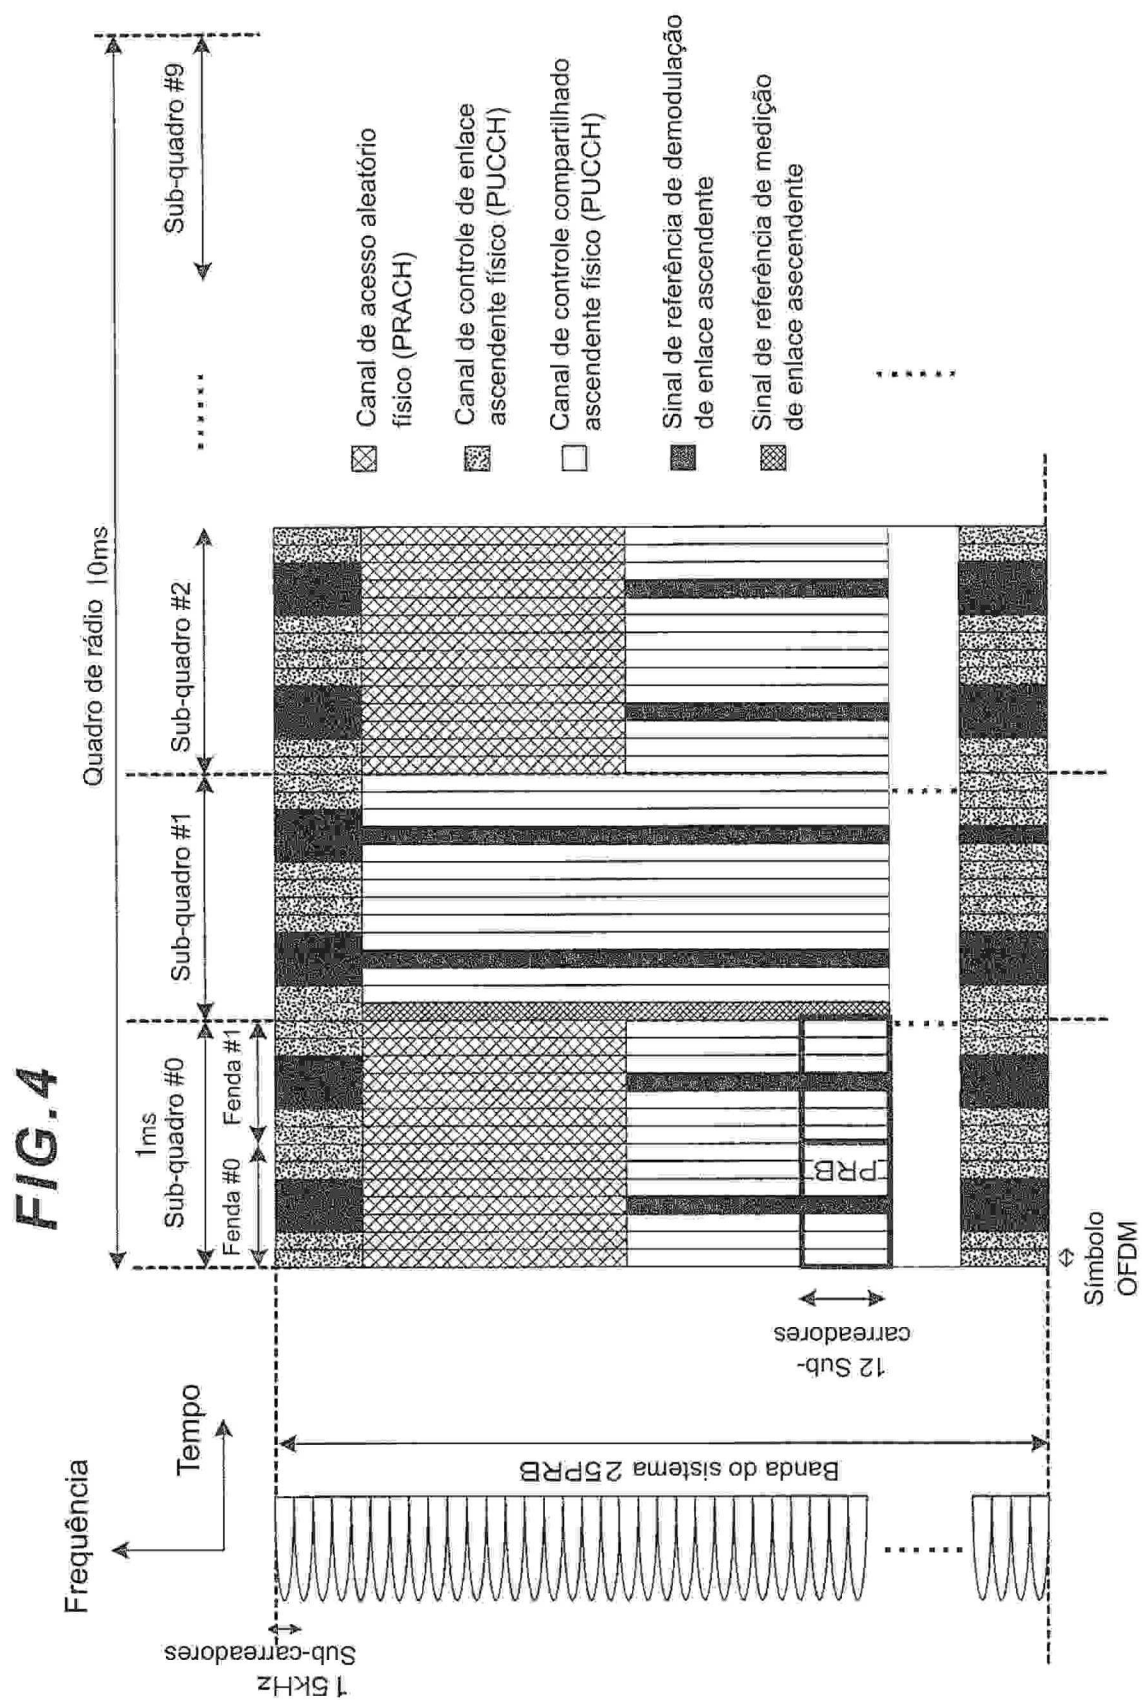 FIG.4
Quadro de rádio 10ms
1ms
Sub-quadro #0
Sub-quadro #1
Sub-quadro #2
Sub-quadro #9
Fenda #0
Fenda #1
Frequência
Tempo
15kHz
Sub-carreadores
Banda do sistema 25PRB
12 Sub-
carreadores
PRB
Símbolo
OFDM
Canal de acesso aleatório
físico (PRACH)
Canal de controle de enlace
ascendente físico (PUCCH)
Canal de controle compartilhado
ascendente físico (PUCCH)
Sinal de referência de demodulação
de enlace ascendente
Sinal de referência de medição
de enlace asecendente